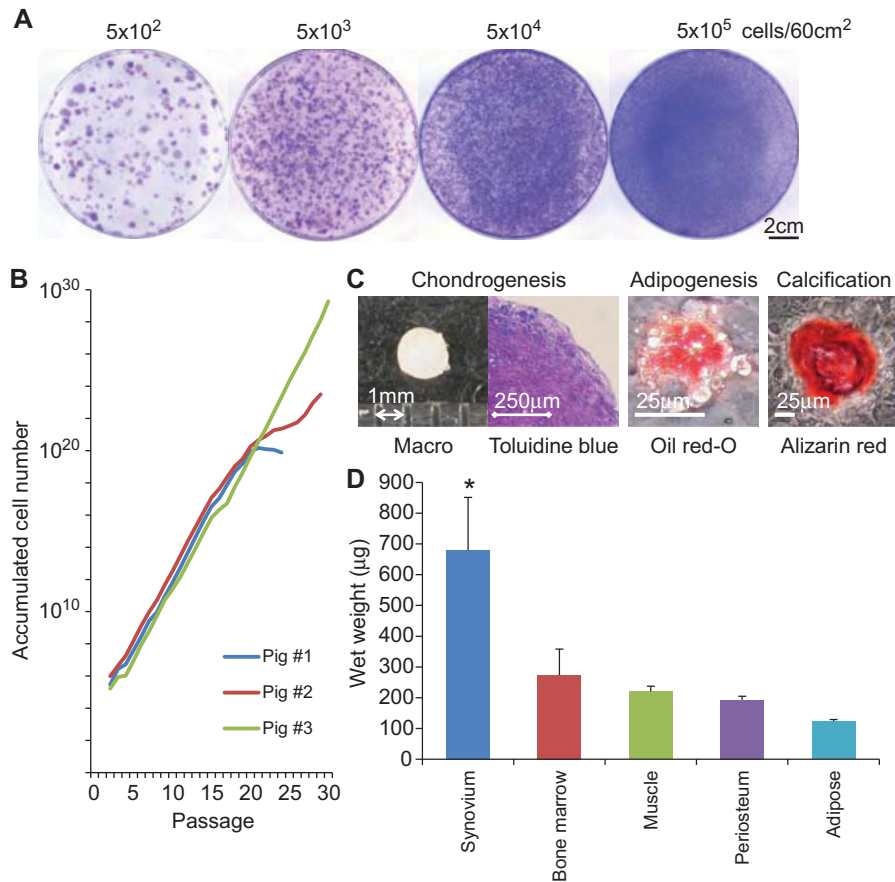 A
5x10² 5x10³ 5x10⁴ 5x10⁵ cells/60cm²
2cm
B
10³⁰
10²⁰
10¹⁰
Accumulated cell number
Pig #1
Pig #2
Pig #3
0 5 10 15 20 25 30
Passage
C
Chondrogenesis Adipogenesis Calcification
1mm 250μm 25μm 25μm
Macro Toluidine blue Oil red-O Alizarin red
D
900
800
700
600
500
400
300
200
100
0
Wet weight (μg)
*
Synovium
Bone marrow
Muscle
Periosteum
Adipose